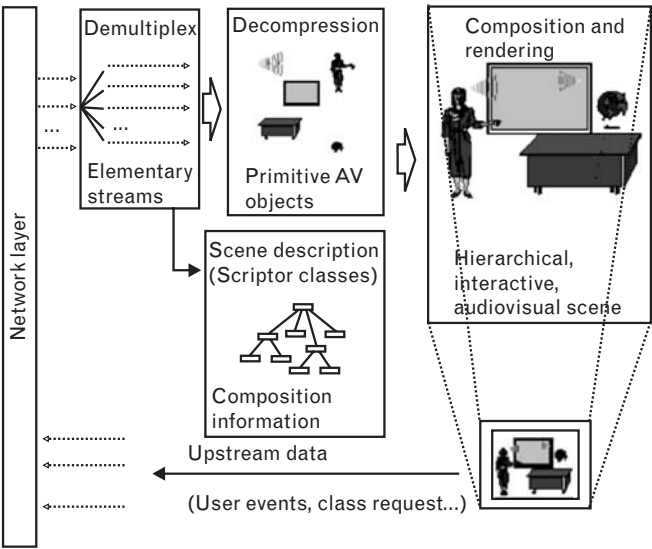 Network layer
Demultiplex
...
...
Elementary
streams
Decompression
Primitive AV
objects
Composition and
rendering
Hierarchical,
interactive,
audiovisual scene
Scene description
(Scriptor classes)
Composition
information
Upstream data
(User events, class request...)